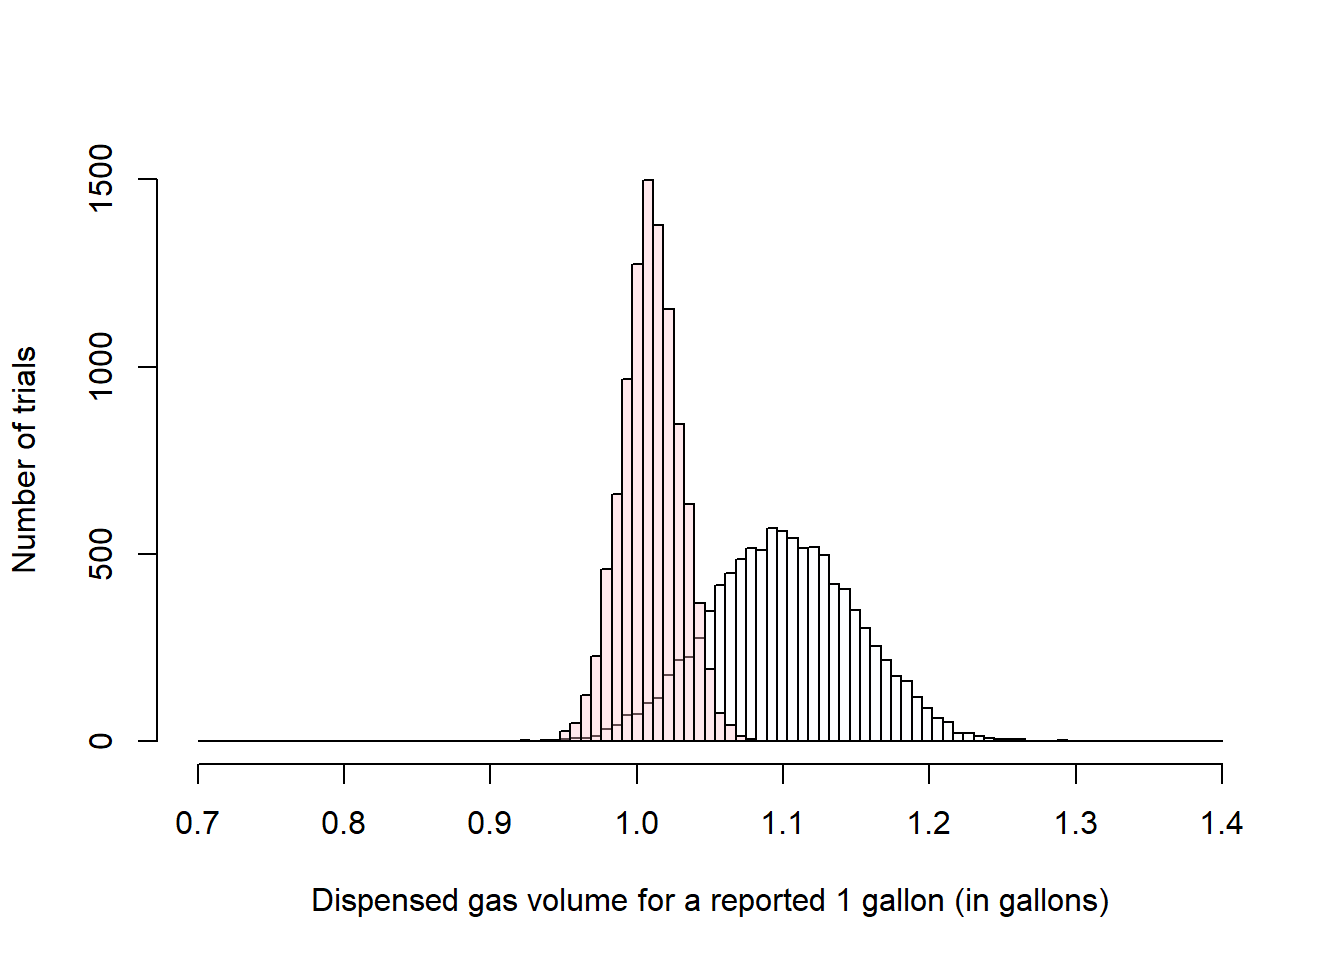 1500
1000
500
0
Number of trials
0.7 0.8 0.9 1.0 1.1 1.2 1.3 1.4
Dispensed gas volume for a reported 1 gallon (in gallons)